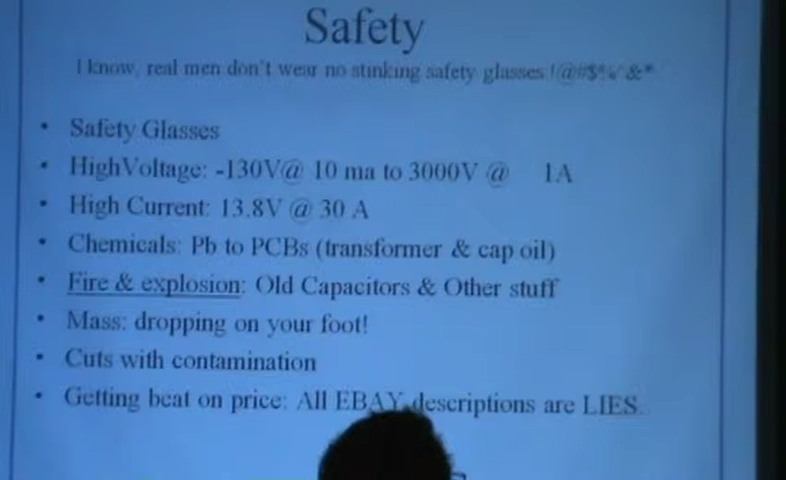 Safety
I know, real men don't wear no stinking safety glasses !@#$%^&*
• Safety Glasses
• HighVoltage: -130V@ 10 ma to 3000V @ 1A
• High Current: 13.8V @ 30 A
• Chemicals: Pb to PCBs (transformer & cap oil)
• Fire & explosion: Old Capacitors & Other stuff
• Mass: dropping on your foot!
• Cuts with contamination
• Getting beat on price: All EBAY descriptions are LIES.